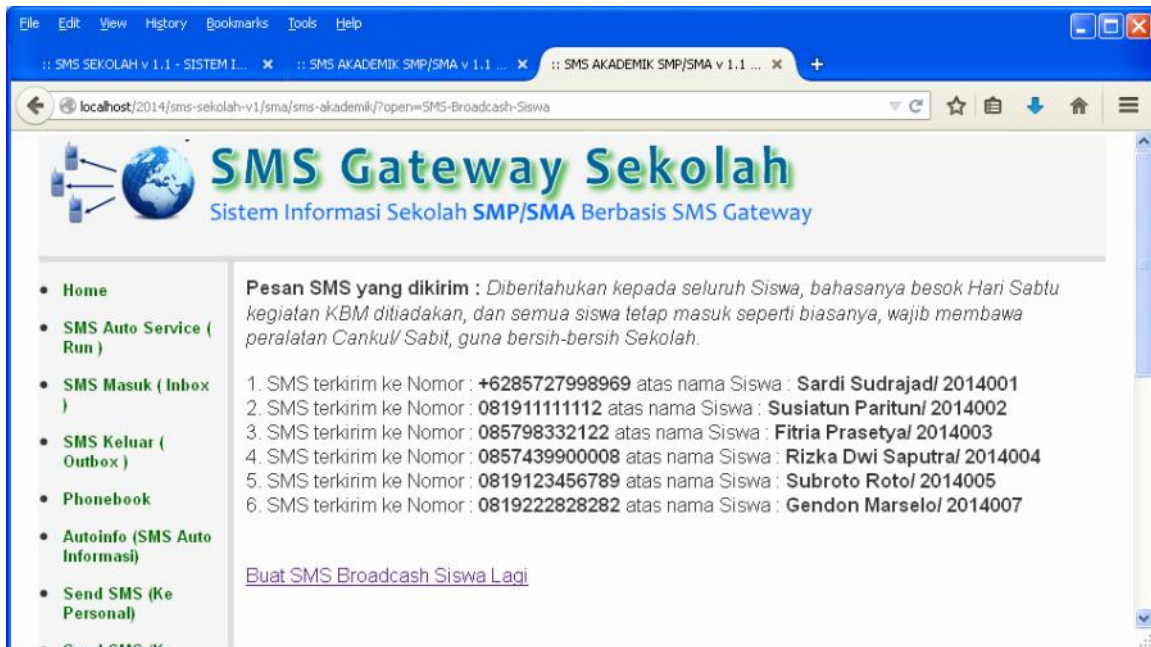 File Edit View History Bookmarks Tools Help
:: SMS SEKOLAH v 1.1 - SISTEM I... :: SMS AKADEMIK SMP/SMA v 1.1 ... :: SMS AKADEMIK SMP/SMA v 1.1 ...
localhost/2014/sms-sekolah-v1/sma/sms-akademik/?open=SMS-Broadcash-Siswa
SMS Gateway Sekolah
Sistem Informasi Sekolah SMP/SMA Berbasis SMS Gateway
Home
SMS Auto Service (
Run )
SMS Masuk ( Inbox
)
SMS Keluar (
Outbox )
Phonebook
Autoinfo (SMS Auto
Informasi)
Send SMS (Ke
Personal)
Pesan SMS yang dikirim : Diberitahukan kepada seluruh Siswa, bahasanya besok Hari Sabtu
kegiatan KBM ditiadakan, dan semua siswa tetap masuk seperti biasanya, wajib membawa
peralatan Cankul/ Sabit, guna bersih-bersih Sekolah.
1. SMS terkirim ke Nomor : +6285727998969 atas nama Siswa : Sardi Sudrajad/ 2014001
2. SMS terkirim ke Nomor : 081911111112 atas nama Siswa : Susiatun Paritun/ 2014002
3. SMS terkirim ke Nomor : 085798332122 atas nama Siswa : Fitria Prasetya/ 2014003
4. SMS terkirim ke Nomor : 0857439900008 atas nama Siswa : Rizka Dwi Saputra/ 2014004
5. SMS terkirim ke Nomor : 0819123456789 atas nama Siswa : Subroto Roto/ 2014005
6. SMS terkirim ke Nomor : 0819222828282 atas nama Siswa : Gendon Marselo/ 2014007
Buat SMS Broadcash Siswa Lagi